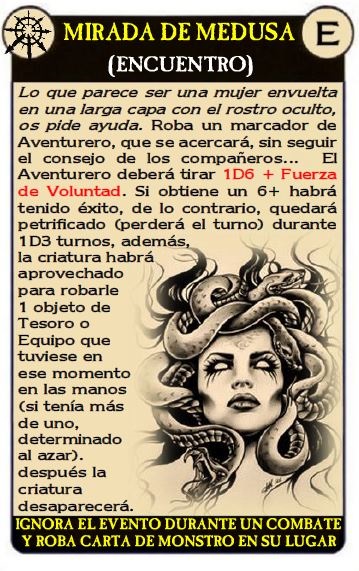 MIRADA DE MEDUSA
E
(ENCUENTRO)
Lo que parece ser una mujer envuelta
en una larga capa con el rostro oculto,
os pide ayuda. Roba un marcador de
Aventurero, que se acercará, sin seguir
el consejo de los compañeros... El
Aventurero deberá tirar 1D6 + Fuerza
de Voluntad. Si obtiene un 6+ habrá
tenido éxito, de lo contrario, quedará
petrificado (perderá el turno) durante
1D3 turnos, además,
la criatura habrá
aprovechado
para robarle
1 objeto de
Tesoro o
Equipo que
tuviese en
ese momento
en las manos
(si tenía más
de uno,
determinado
al azar).
después la
criatura
desaparecerá.
IGNORA EL EVENTO DURANTE UN COMBATE
Y ROBA CARTA DE MONSTRO EN SU LUGAR